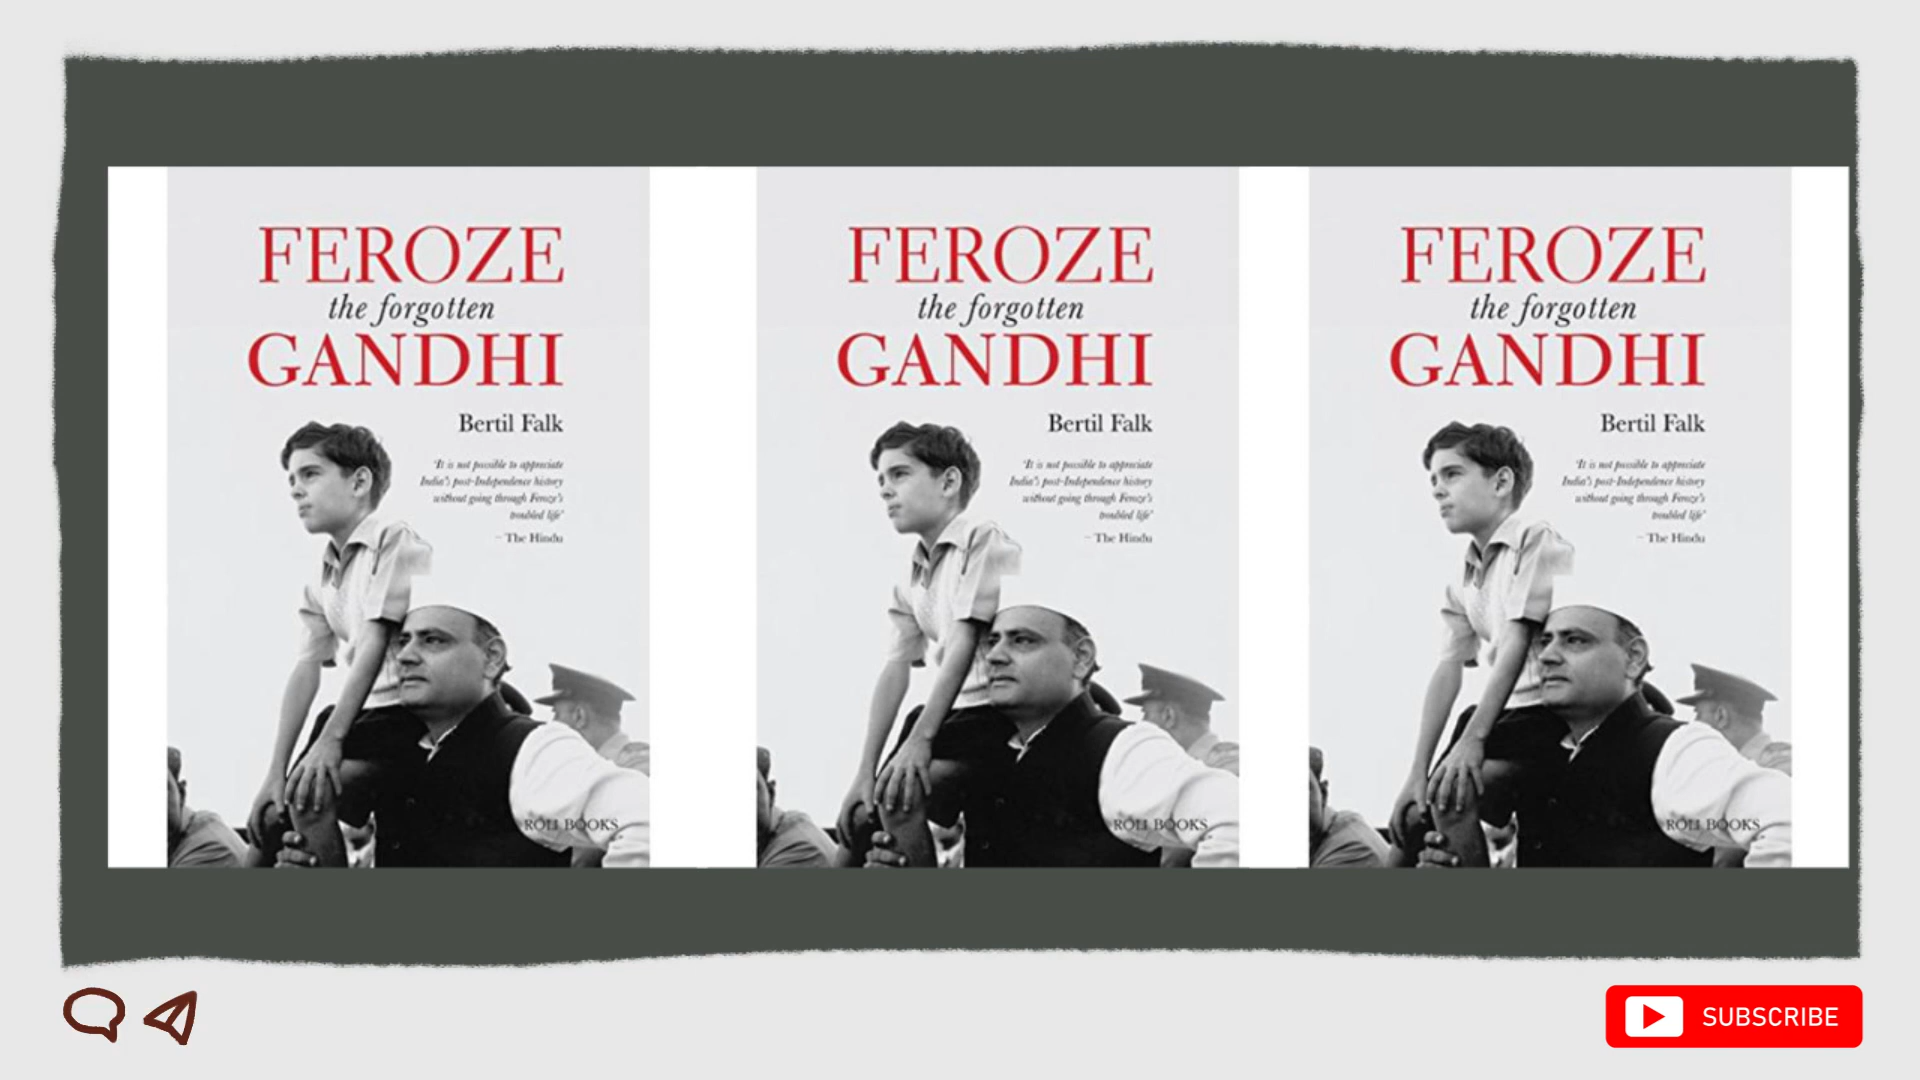 FEROZE
the forgotten
GANDHI
Bertil Falk
'It is not possible to appreciate
India's post-Independence history
without going through Feroze's
troubled life'
– The Hindu
ROLI BOOKS
FEROZE
the forgotten
GANDHI
Bertil Falk
'It is not possible to appreciate
India's post-Independence history
without going through Feroze's
troubled life'
– The Hindu
ROLI BOOKS
FEROZE
the forgotten
GANDHI
Bertil Falk
'It is not possible to appreciate
India's post-Independence history
without going through Feroze's
troubled life'
– The Hindu
ROLI BOOKS
SUBSCRIBE